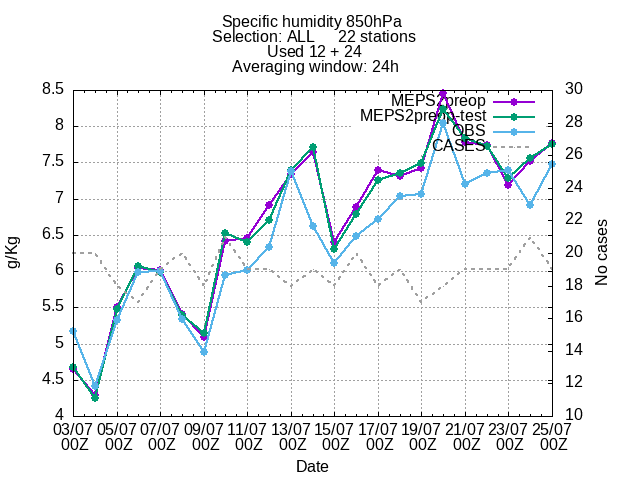 Specific humidity 850hPa
Selection: ALL 22 stations
Used 12 + 24
Averaging window: 24h
g/Kg
No cases
8.5
8
7.5
7
6.5
6
5.5
5
4.5
4
30
28
26
24
22
20
18
16
14
12
10
MEPS2preop-test
OBS
CASES
03/07 05/07 07/07 09/07 11/07 13/07 15/07 17/07 19/07 21/07 23/07 25/07
00Z 00Z 00Z 00Z 00Z 00Z 00Z 00Z 00Z 00Z 00Z 00Z
Date